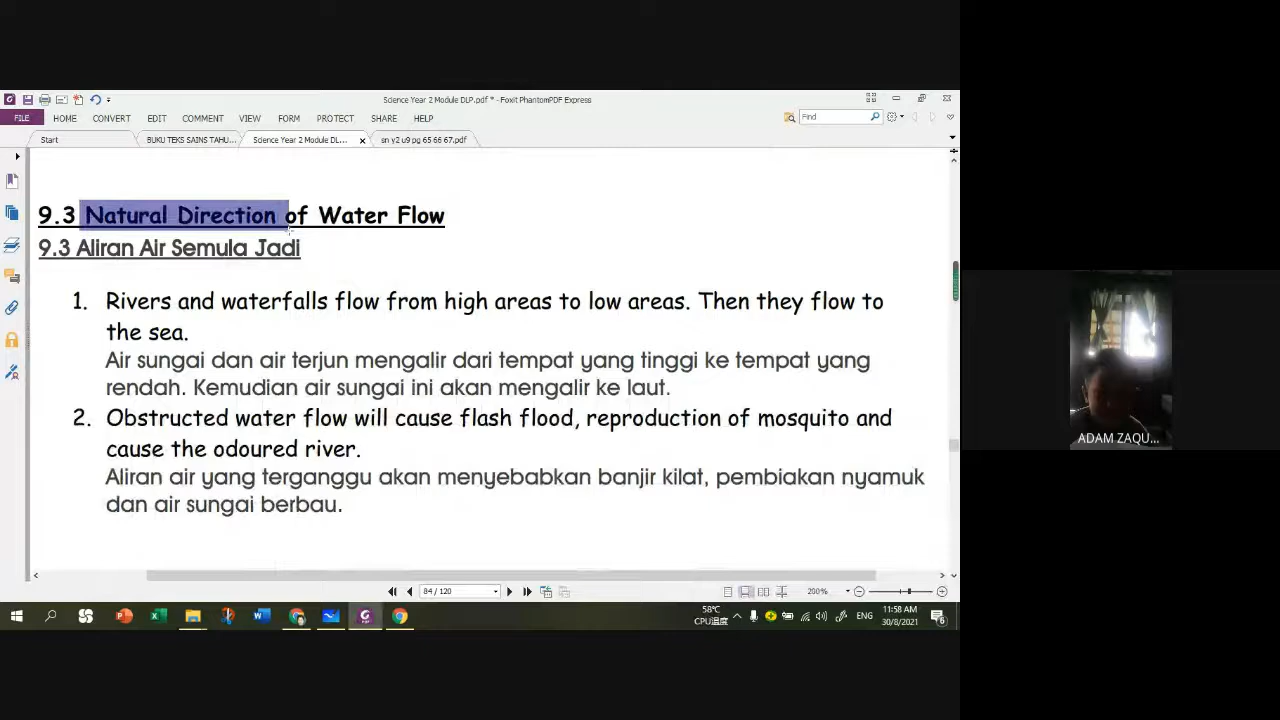 Science Year 2 Module DLP.pdf * - Foxit PhantomPDF Express
FILE HOME CONVERT EDIT COMMENT VIEW FORM PROTECT SHARE HELP
Find
Start BUKU TEKS SAINS TAHU... Science Year 2 Module DL... sn y2 u9 pg 65 66 67.pdf
9.3 Natural Direction of Water Flow
9.3 Aliran Air Semula Jadi
1. Rivers and waterfalls flow from high areas to low areas. Then they flow to
the sea.
Air sungai dan air terjun mengalir dari tempat yang tinggi ke tempat yang
rendah. Kemudian air sungai ini akan mengalir ke laut.
2. Obstructed water flow will cause flash flood, reproduction of mosquito and
cause the odoured river.
Aliran air yang terganggu akan menyebabkan banjir kilat, pembiakan nyamuk
dan air sungai berbau.
ADAM ZAQU...
84 / 120
200%
58℃
CPU温度
ENG
11:58 AM
30/8/2021
6